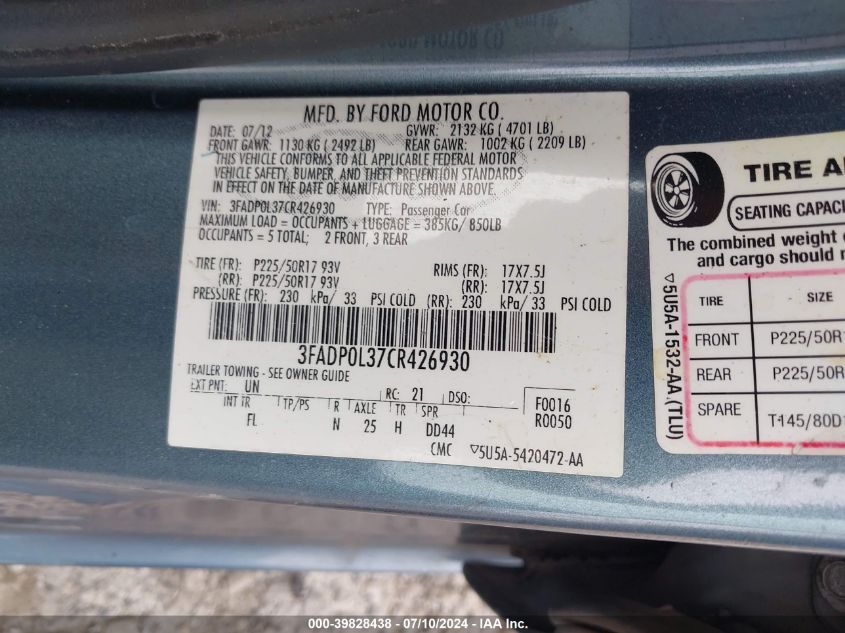 MFD. BY FORD MOTOR CO.
DATE: 07/12 GVWR: 2132 KG ( 4701 LB)
FRONT GAWR: 1130 KG ( 2492 LB) REAR GAWR: 1002 KG ( 2209 LB)
THIS VEHICLE CONFORMS TO ALL APPLICABLE FEDERAL MOTOR
VEHICLE SAFETY, BUMPER, AND THEFT PREVENTION STANDARDS
IN EFFECT ON THE DATE OF MANUFACTURE SHOWN ABOVE.
VIN: 3FADP0L37CR426930 TYPE: Passenger Car
MAXIMUM LOAD = OCCUPANTS + LUGGAGE = 385KG/ 850LB
OCCUPANTS = 5 TOTAL; 2 FRONT, 3 REAR
TIRE (FR): P225/50R17 93V RIMS (FR): 17X7.5J
(RR): P225/50R17 93V (RR): 17X7.5J
PRESSURE (FR): 230 kPa/ 33 PSI COLD (RR): 230 kPa/ 33 PSI COLD
3FADP0L37CR426930
TRAILER TOWING - SEE OWNER GUIDE
EXT PNT: UN RC: 21 DSO: F0016
INT TR TP/PS R AXLE TR SPR R0050
FL N 25 H DD44
CMC ▽5U5A-5420472-AA
TIRE A
SEATING CAPAC
The combined weight
and cargo should
TIRE SIZE
FRONT P225/50R
REAR P225/50R
SPARE T145/80D
▽5U5A-1532-AA (TLU)
000-39828438 - 07/10/2024 - IAA Inc.